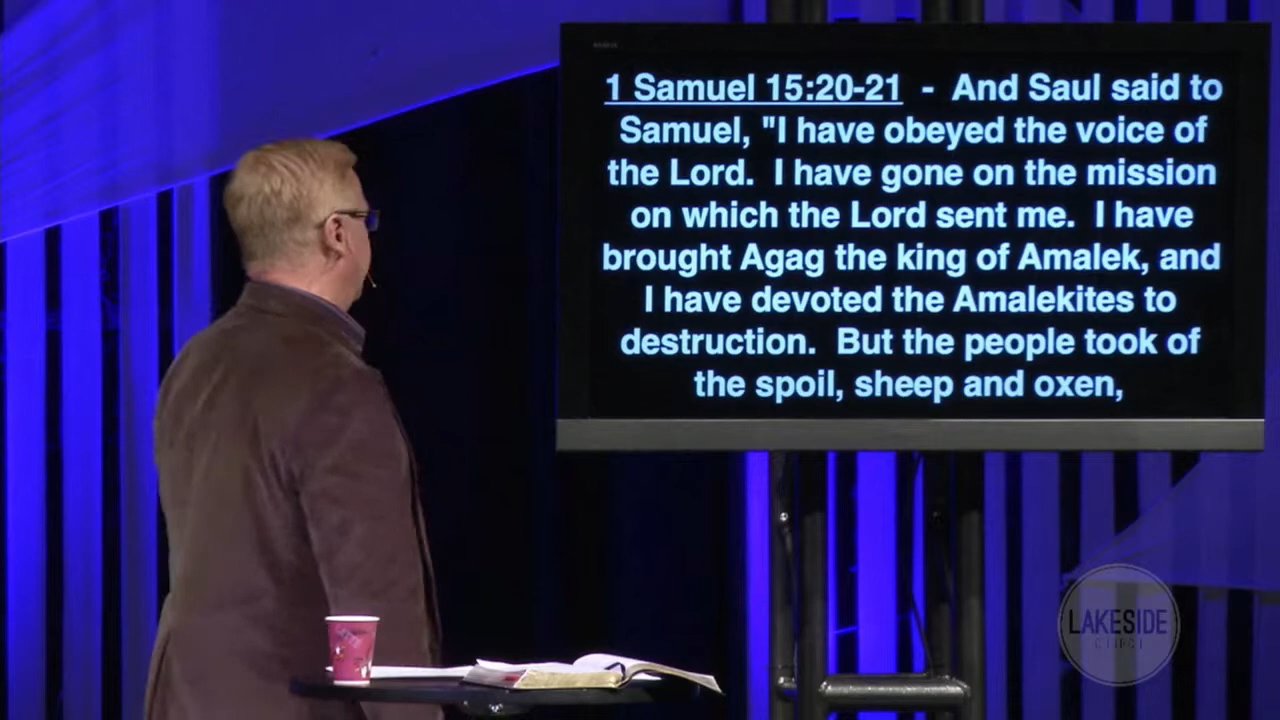 1 Samuel 15:20-21 - And Saul said to
Samuel, "I have obeyed the voice of
the Lord. I have gone on the mission
on which the Lord sent me. I have
brought Agag the king of Amalek, and
I have devoted the Amalekites to
destruction. But the people took of
the spoil, sheep and oxen,
LAKESIDE